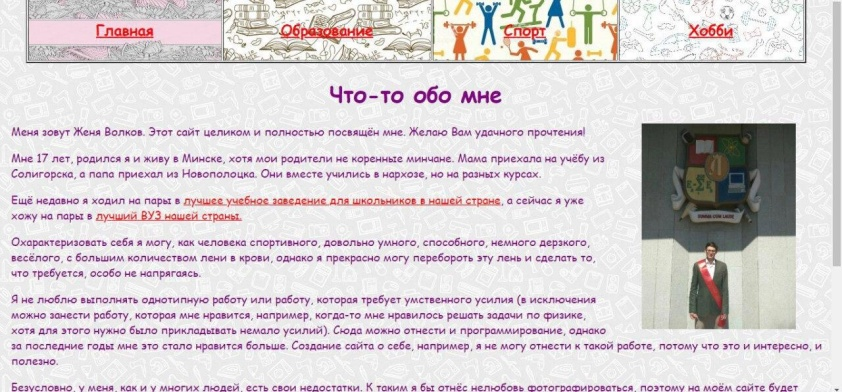 Главная
Образование
Спорт
Хобби
Что-то обо мне
Меня зовут Женя Волков. Этот сайт целиком и полностью посвящён мне. Желаю Вам удачного прочтения!
Мне 17 лет, родился я и живу в Минске, хотя мои родители не коренные минчане. Мама приехала на учёбу из
Солигорска, а папа приехал из Новополоцка. Они вместе учились в нархозе, но на разных курсах.
Ещё недавно я ходил на пары в лучшее учебное заведение для школьников в нашей стране, а сейчас я уже
хожу на пары в лучший ВУЗ нашей страны.
Охарактеризовать себя я могу, как человека спортивного, довольно умного, способного, немного дерзкого,
весёлого, с большим количеством лени в крови, однако я прекрасно могу перебороть эту лень и сделать то,
что требуется, особо не напрягаясь.
Я не люблю выполнять однотипную работу или работу, которая требует умственного усилия (в исключения
можно занести работу, которая мне нравится, например, когда-то мне нравилось решать задачи по физике,
хотя для этого нужно было прикладывать немало усилий). Сюда можно отнести и программирование, однако
за последние годы мне это стало нравится больше. Создание сайта о себе, например, я не могу отнести к такой работе, потому что это и интересно, и
полезно.
Безусловно, у меня, как и у многих людей, есть свои недостатки. К таким я бы отнёс нелюбовь фотографироваться, поэтому на моём сайте будет